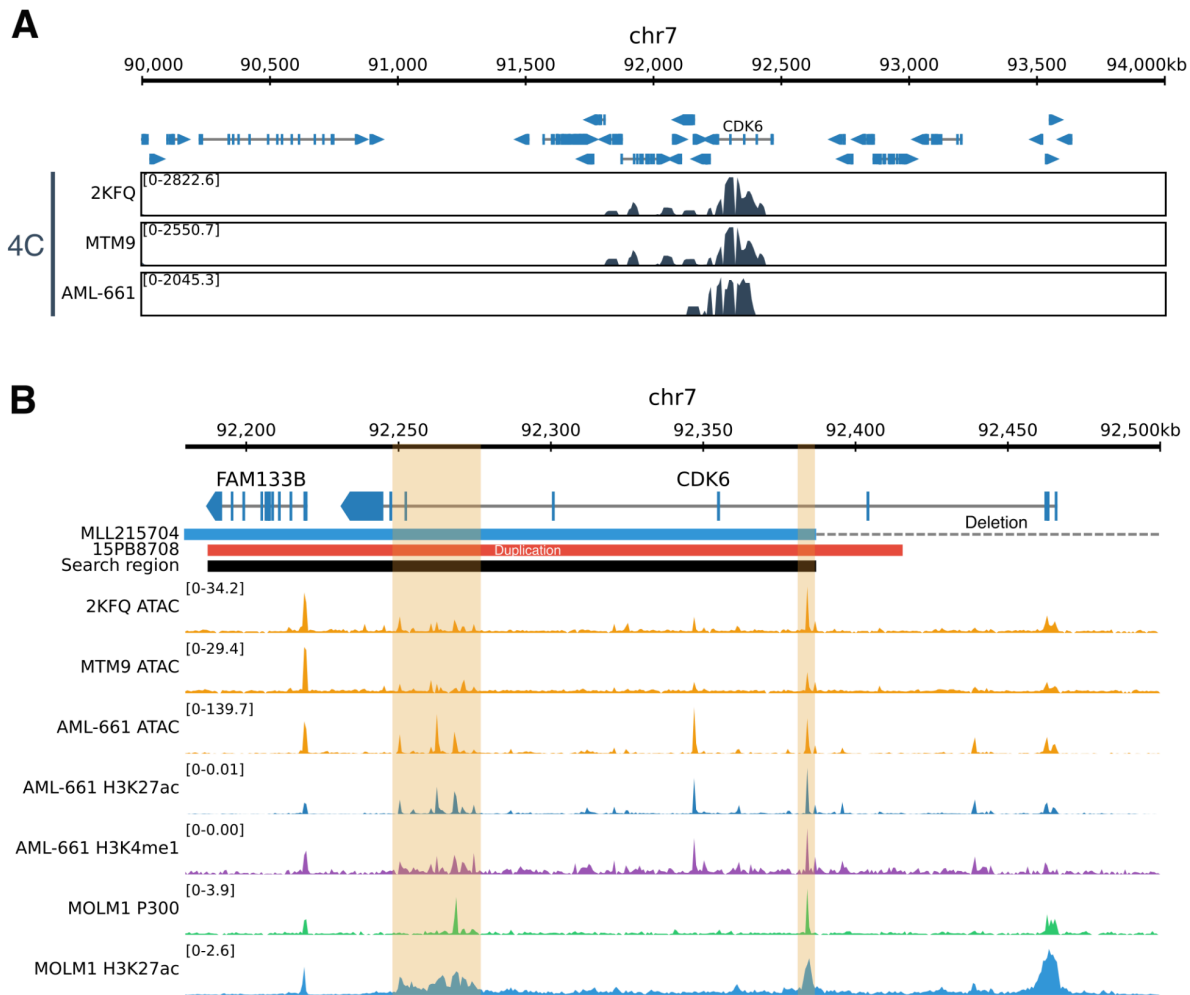 A
chr7
90,000 90,500 91,000 91,500 92,000 92,500 93,000 93,500 94,000kb
CDK6
4C
2KFQ [0-2822.6]
MTM9 [0-2550.7]
AML-661 [0-2045.3]
B
chr7
92,200 92,250 92,300 92,350 92,400 92,450 92,500kb
FAM133B CDK6
MLL215704 Deletion
15PB8708 Duplication
Search region
2KFQ ATAC [0-34.2]
MTM9 ATAC [0-29.4]
AML-661 ATAC [0-139.7]
AML-661 H3K27ac [0-0.01]
AML-661 H3K4me1 [0-0.00]
MOLM1 P300 [0-3.9]
MOLM1 H3K27ac [0-2.6]